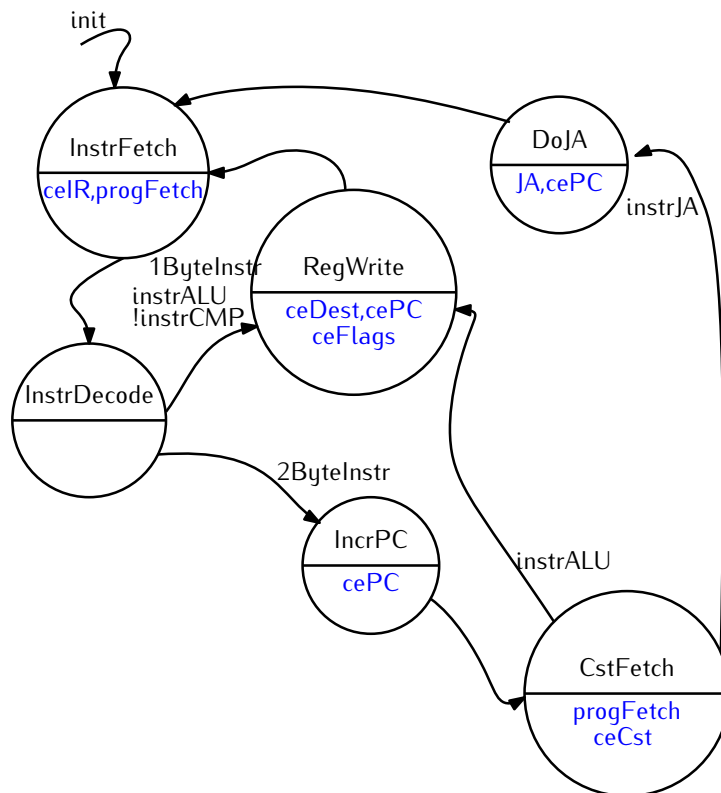 init
InstrFetch
ceIR,progFetch
DoJA
JA,cePC
instrJA
1ByteInstr
instrALU
!instrCMP
RegWrite
ceDest,cePC
ceFlags
InstrDecode
2ByteInstr
IncrPC
cePC
instrALU
CstFetch
progFetch
ceCst